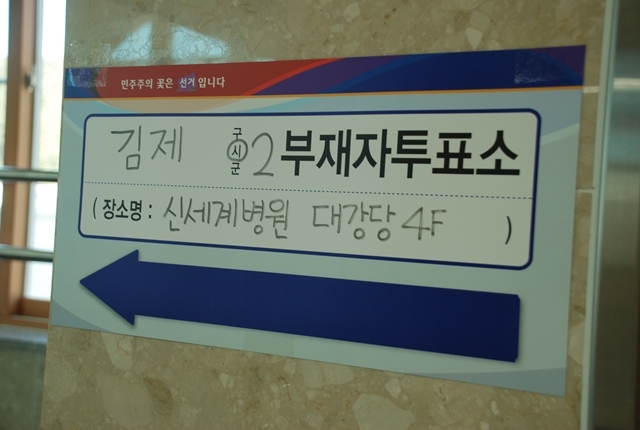 민주주의 꽃은 선거 입니다
김제 구시군 02 부재자투표소
(장소명 : 신세계병원 대강당 4F )